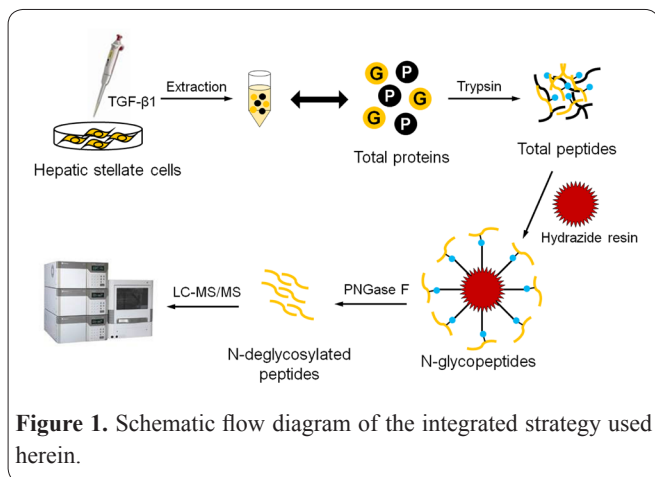 TGF-β1
Extraction
Hepatic stellate cells
G
P
P
G
G
P
Total proteins
Trypsin
Total peptides
Hydrazide resin
N-glycopeptides
PNGase F
N-deglycosylated
peptides
LC-MS/MS
Figure 1. Schematic flow diagram of the integrated strategy used
herein.